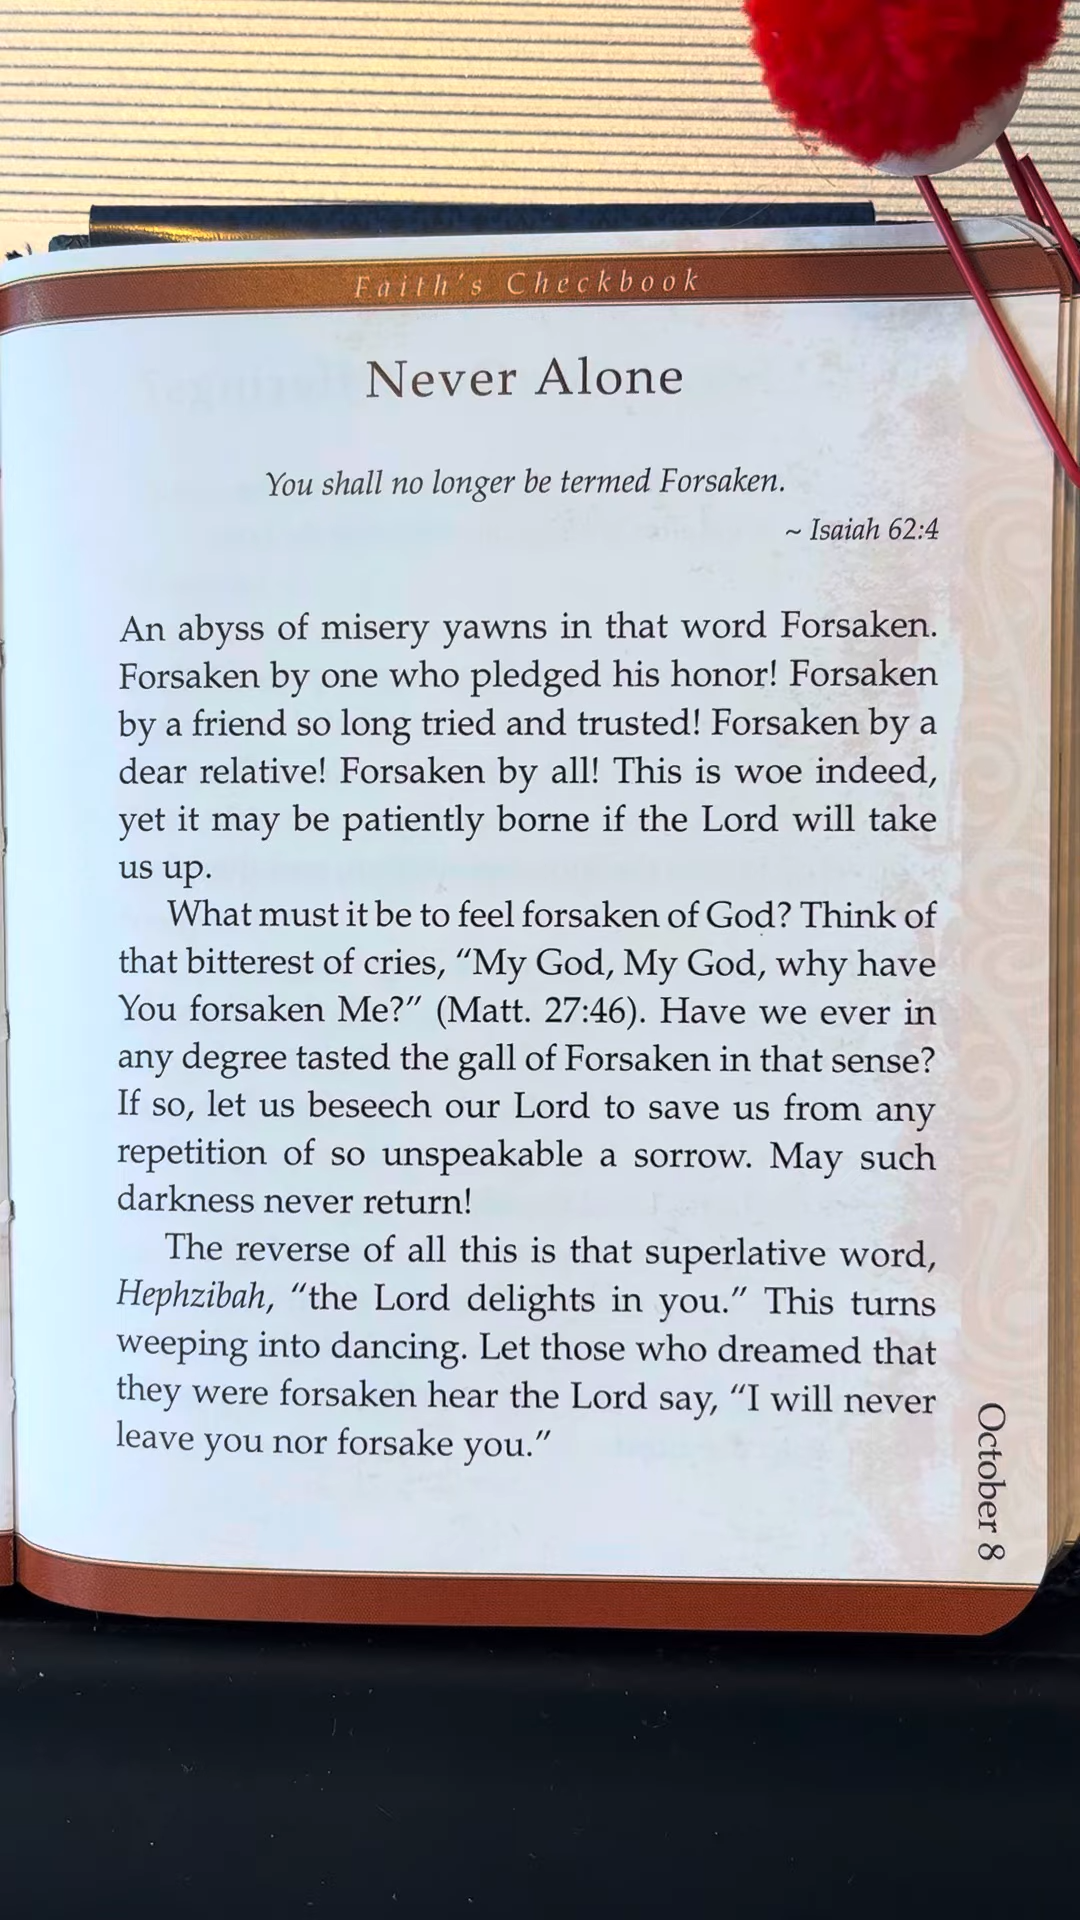 Faith's Checkbook
Never Alone
You shall no longer be termed Forsaken.
~ Isaiah 62:4
An abyss of misery yawns in that word Forsaken.
Forsaken by one who pledged his honor! Forsaken
by a friend so long tried and trusted! Forsaken by a
dear relative! Forsaken by all! This is woe indeed,
yet it may be patiently borne if the Lord will take
us up.
What must it be to feel forsaken of God? Think of
that bitterest of cries, “My God, My God, why have
You forsaken Me?” (Matt. 27:46). Have we ever in
any degree tasted the gall of Forsaken in that sense?
If so, let us beseech our Lord to save us from any
repetition of so unspeakable a sorrow. May such
darkness never return!
The reverse of all this is that superlative word,
Hephzibah, “the Lord delights in you.” This turns
weeping into dancing. Let those who dreamed that
they were forsaken hear the Lord say, “I will never
leave you nor forsake you.”
October 8